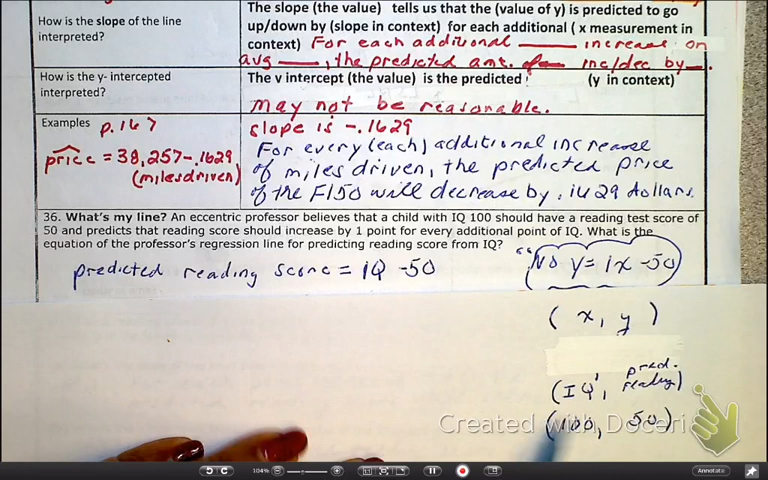 How is the slope of the line
interpreted?
The slope (the value) tells us that the (value of y) is predicted to go
up/down by (slope in context) for each additional ( x measurement in
context) For each additional ____ increase on
avg ___, the predicted amt. inc/dec by __.
How is the y- intercepted
interpreted?
The y intercept (the value) is the predicted (y in context)
may not be reasonable.
Examples p. 167
price = 38,257 - .1629
(miles driven)
slope is -.1629
For every (each) additional increase
of miles driven, the predicted price
of the F150 will decrease by .1629 dollars.
36. What's my line? An eccentric professor believes that a child with IQ 100 should have a reading test score of
50 and predicts that reading score should increase by 1 point for every additional point of IQ. What is the
equation of the professor's regression line for predicting reading score from IQ?
predicted reading score = IQ -50
"No y = 1x -50
( x, y )
(IQ, pred. reading)
(100, 50)
Created with Doceri
104%
Annotate